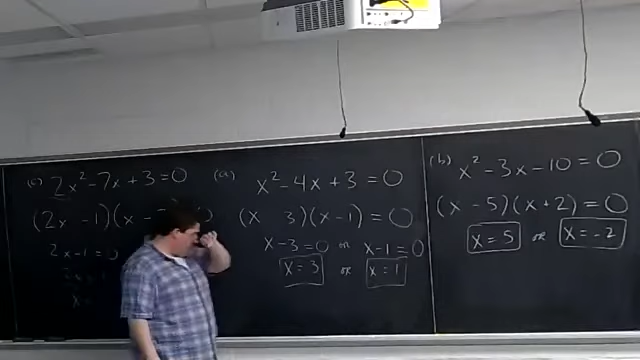 (c) 2x² - 7x + 3 = 0
(2x - 1)(x -
2x - 1 = 0
(a) x² - 4x + 3 = 0
(x 3)(x - 1) = 0
x - 3 = 0 or x - 1 = 0
x = 3 or x = 1
(b) x² - 3x - 10 = 0
(x - 5)(x + 2) = 0
x = 5 or x = -2